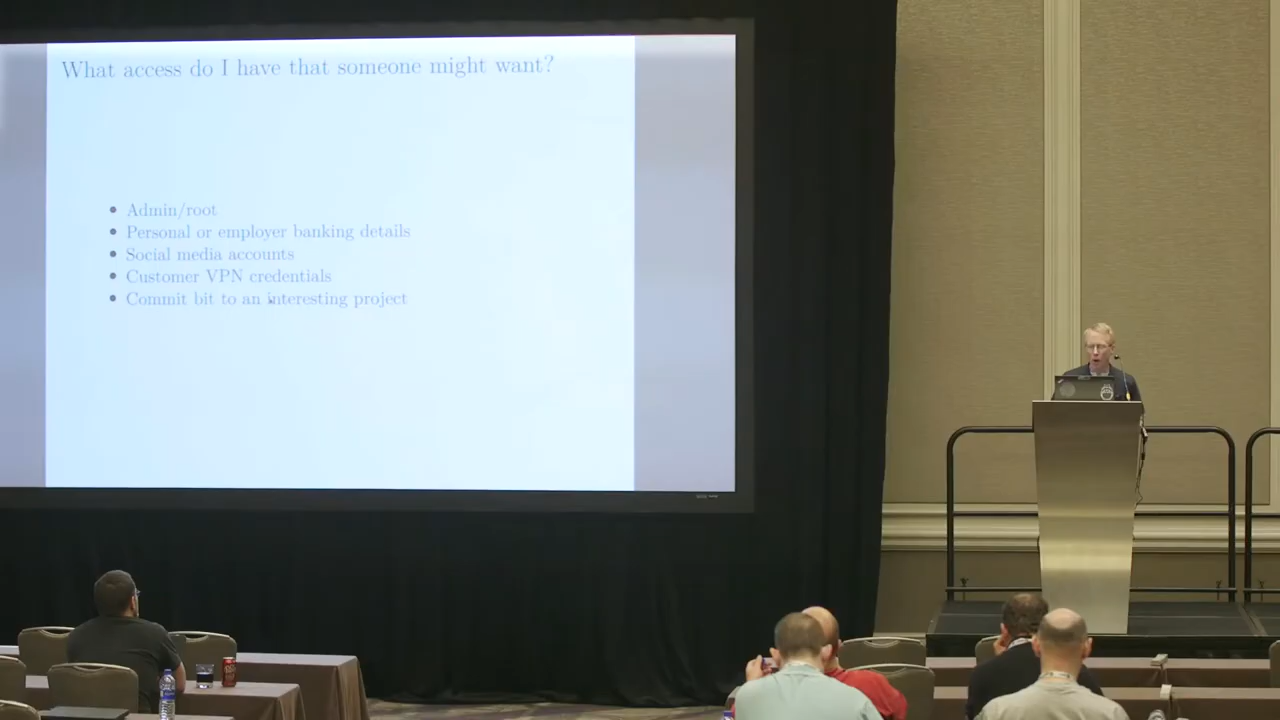 What access do I have that someone might want?
Admin/root
Personal or employer banking details
Social media accounts
Customer VPN credentials
Commit bit to an interesting project